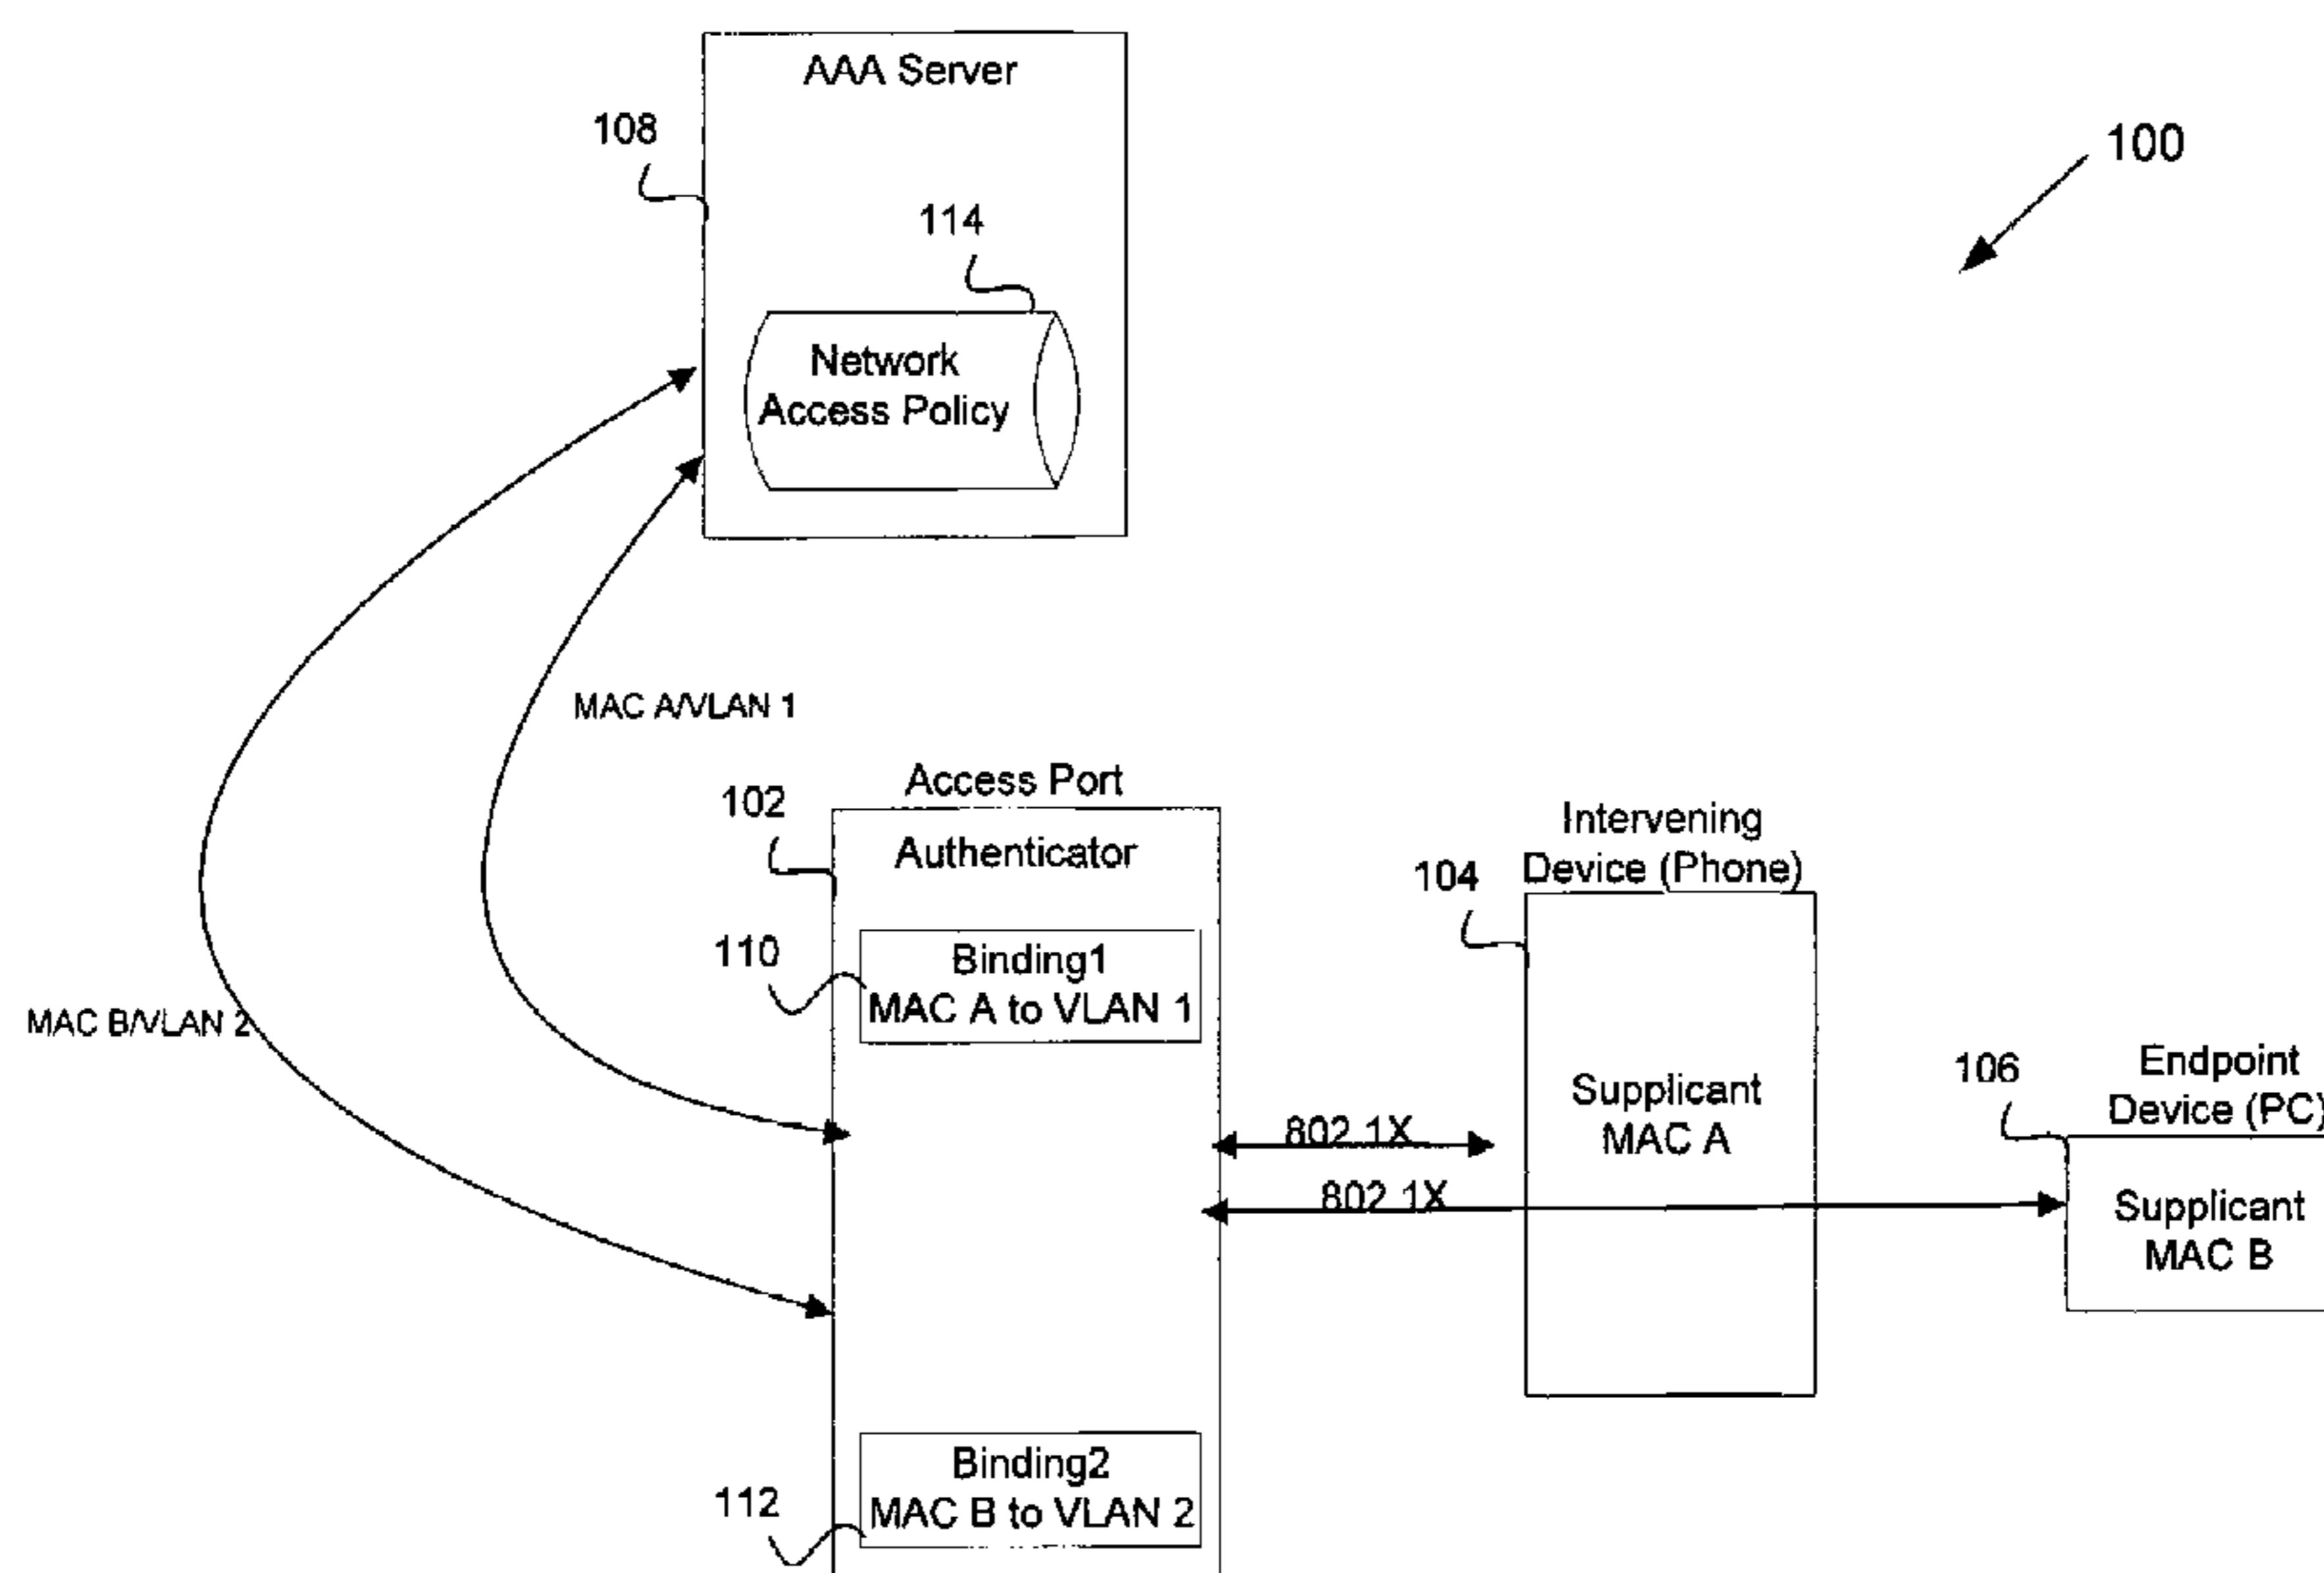 AAA Server
108
100
114
Network
Access Policy
MAC A/VLAN 1
Access Port
102
Authenticator
Intervening
Device (Phone)
104
110
Binding1
MAC A to VLAN 1
MAC B/VLAN 2
Endpoint
Device (PC)
106
Supplicant
MAC A
802.1X
802.1X
Supplicant
MAC B
Binding2
MAC B to VLAN 2
112